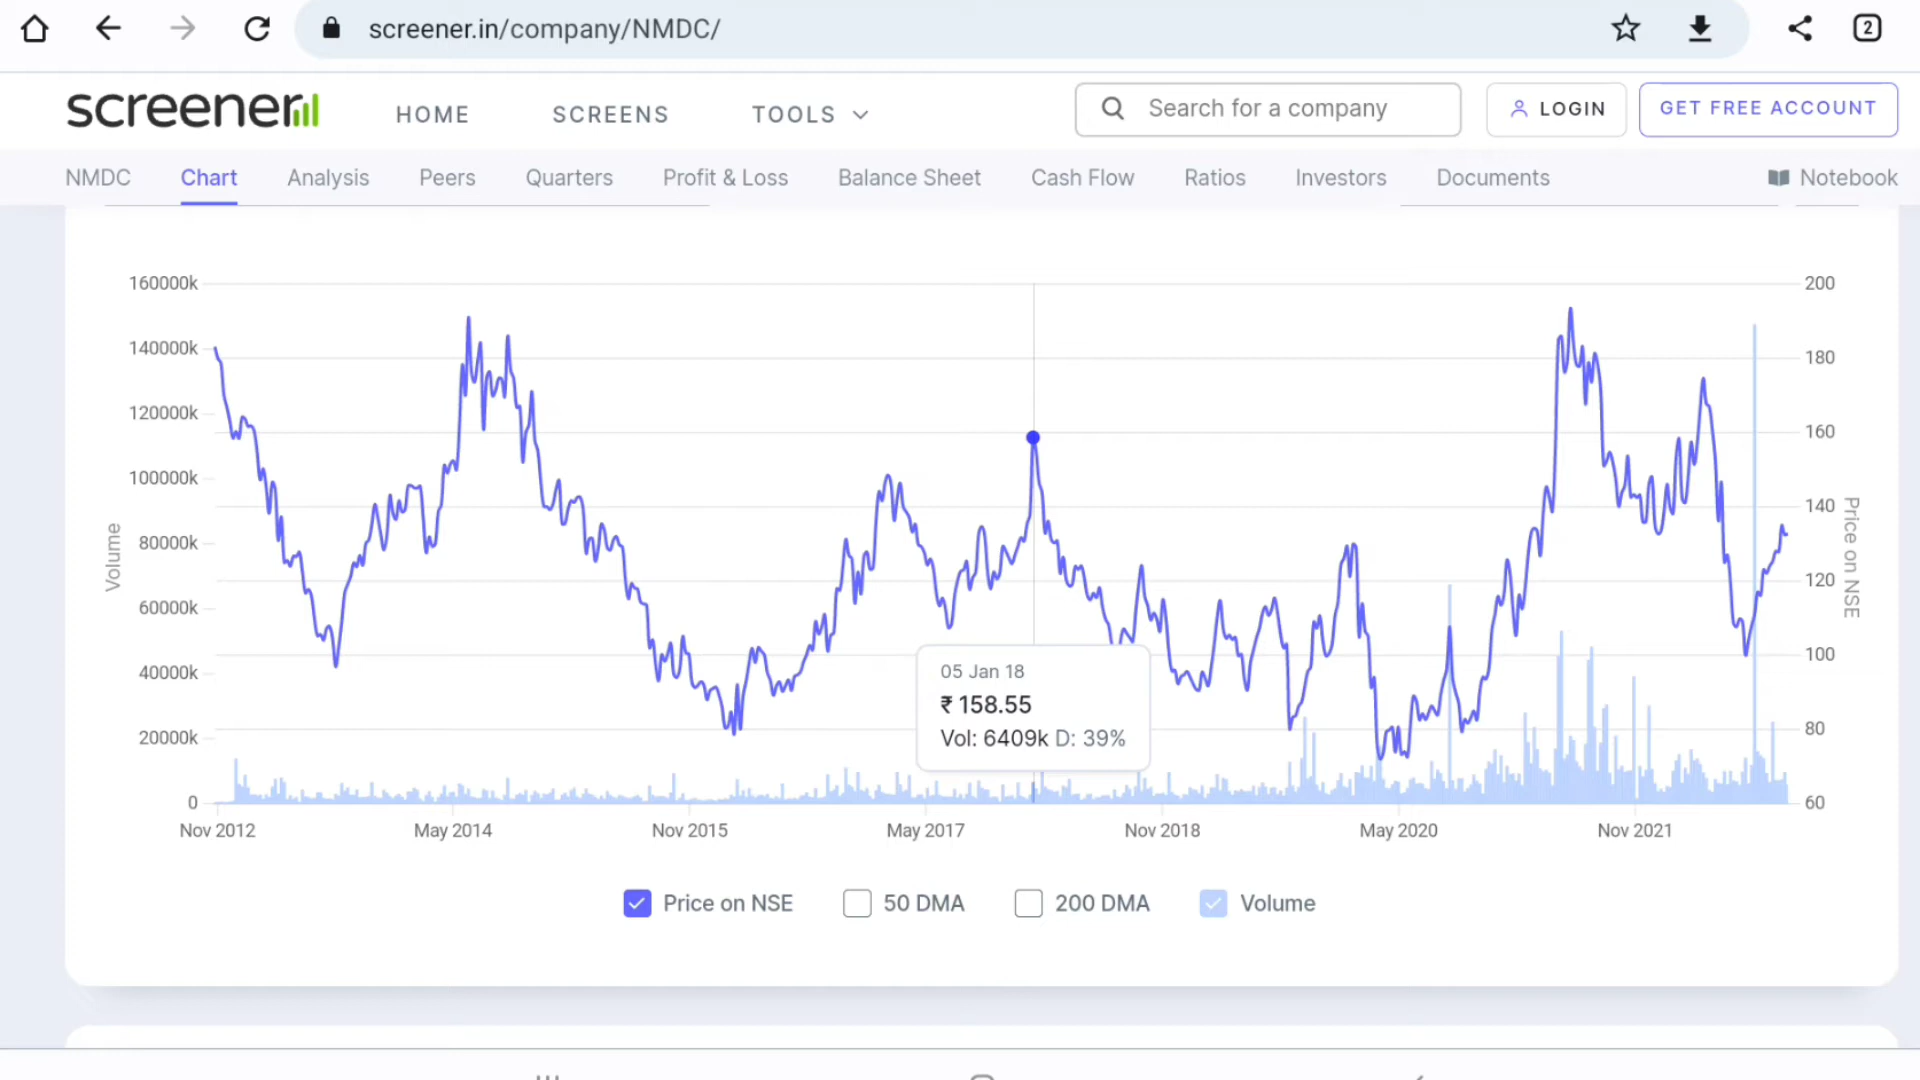 screener.in/company/NMDC/
2
screener
HOME SCREENS TOOLS
Search for a company
LOGIN
GET FREE ACCOUNT
NMDC Chart Analysis Peers Quarters Profit & Loss Balance Sheet Cash Flow Ratios Investors Documents Notebook
160000k 200
140000k 180
120000k 160
100000k 140
80000k 120
60000k 100
40000k 80
20000k 60
0
Volume
Price on NSE
05 Jan 18
₹ 158.55
Vol: 6409k D: 39%
Nov 2012 May 2014 Nov 2015 May 2017 Nov 2018 May 2020 Nov 2021
Price on NSE 50 DMA 200 DMA Volume